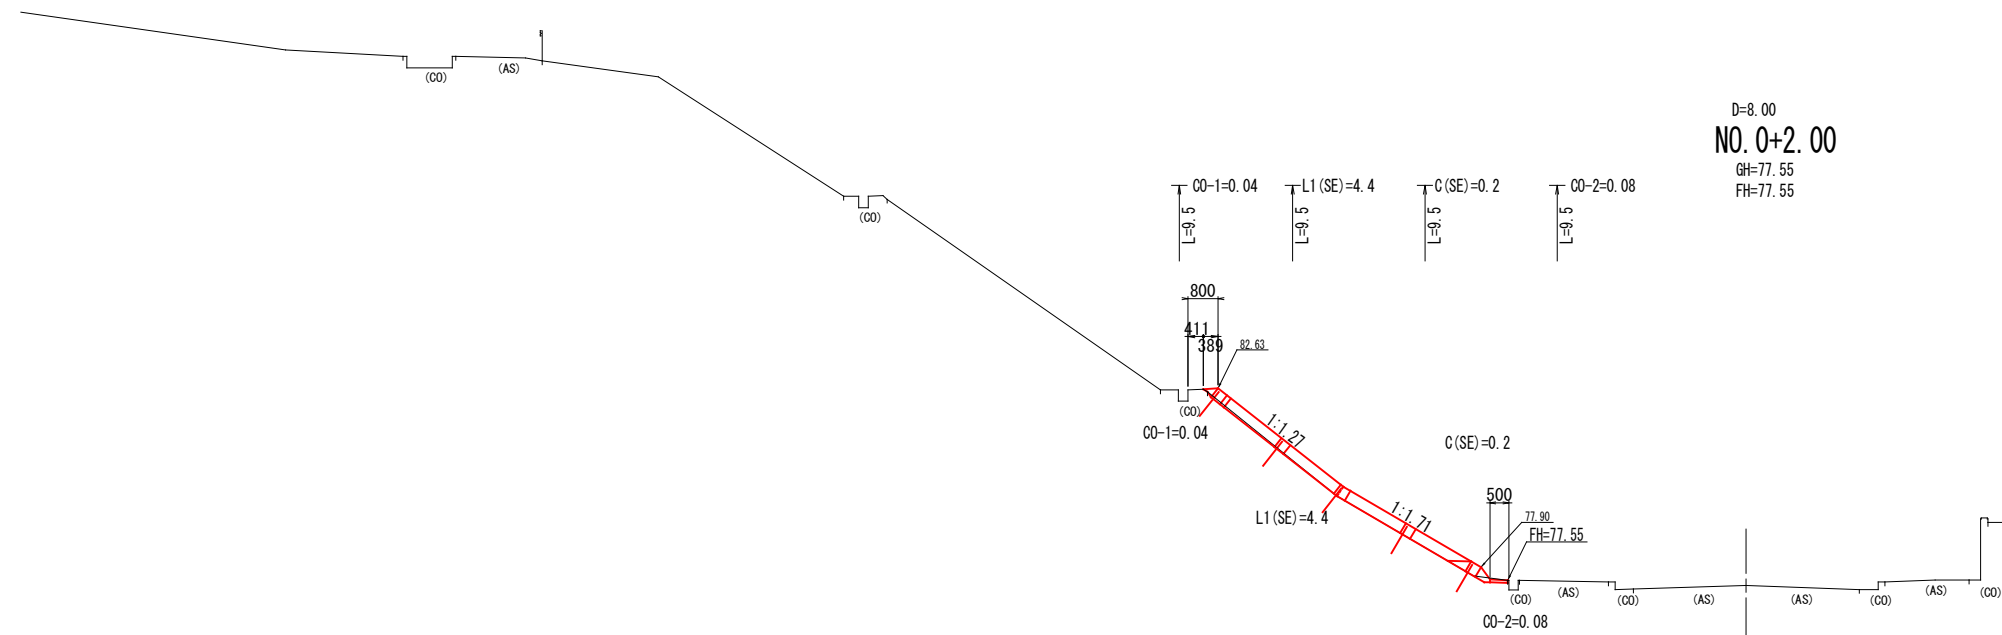 (CO)
(AS)
D=8.00
NO.0+2.00
GH=77.55
FH=77.55
CO-1=0.04
L1(SE)=4.4
C(SE)=0.2
CO-2=0.08
L=9.5
L=9.5
L=9.5
L=9.5
(CO)
800
411
389
82.63
(CO)
CO-1=0.04
1:1.27
C(SE)=0.2
L1(SE)=4.4
1:1.71
500
77.90
FH=77.55
(CO)
(AS)
(CO)
(AS)
(AS)
(CO)
(AS)
(CO)
CO-2=0.08